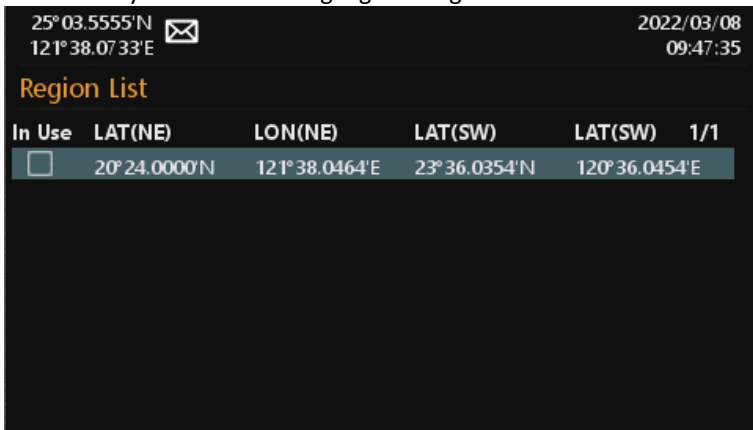 25°03.5555'N
121°38.0733'E
2022/03/08
09:47:35
Region List
In Use LAT(NE) LON(NE) LAT(SW) LAT(SW) 1/1
20°24.0000'N 121°38.0464'E 23°36.0354'N 120°36.0454'E